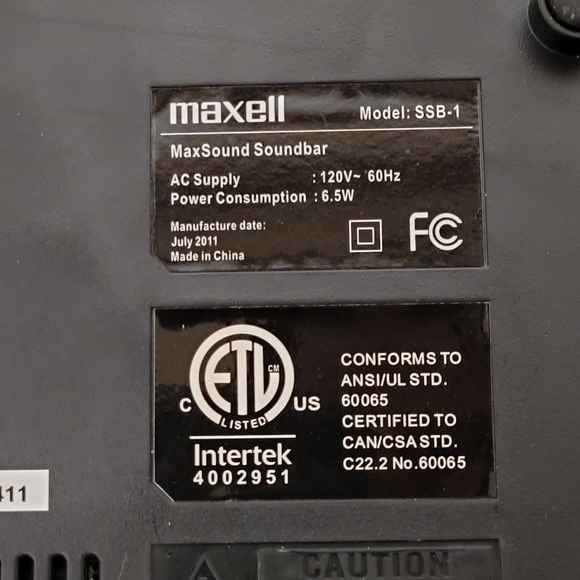 maxell Model: SSB-1
MaxSound Soundbar
AC Supply : 120V~ 60Hz
Power Consumption : 6.5W
Manufacture date:
July 2011
Made in China
FC
ETL CM
C LISTED US
Intertek
4002951
CONFORMS TO
ANSI/UL STD.
60065
CERTIFIED TO
CAN/CSA STD.
C22.2 No.60065
411
CAUTION